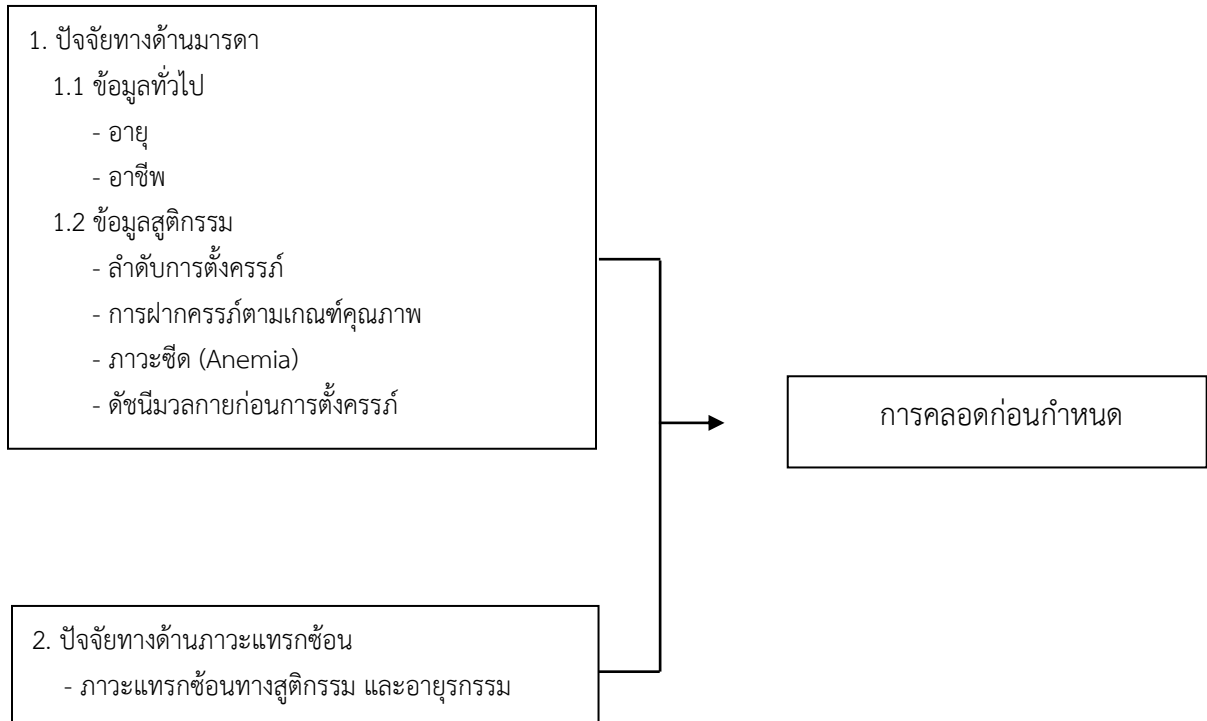 1. ปัจจัยทางด้านมารดา
1.1 ข้อมูลทั่วไป
- อายุ
- อาชีพ
1.2 ข้อมูลสูติกรรม
- ลำดับการตั้งครรภ์
- การฝากครรภ์ตามเกณฑ์คุณภาพ
- ภาวะซีด (Anemia)
- ดัชนีมวลกายก่อนการตั้งครรภ์
การคลอดก่อนกำหนด
2. ปัจจัยทางด้านภาวะแทรกซ้อน
- ภาวะแทรกซ้อนทางสูติกรรม และอายุรกรรม